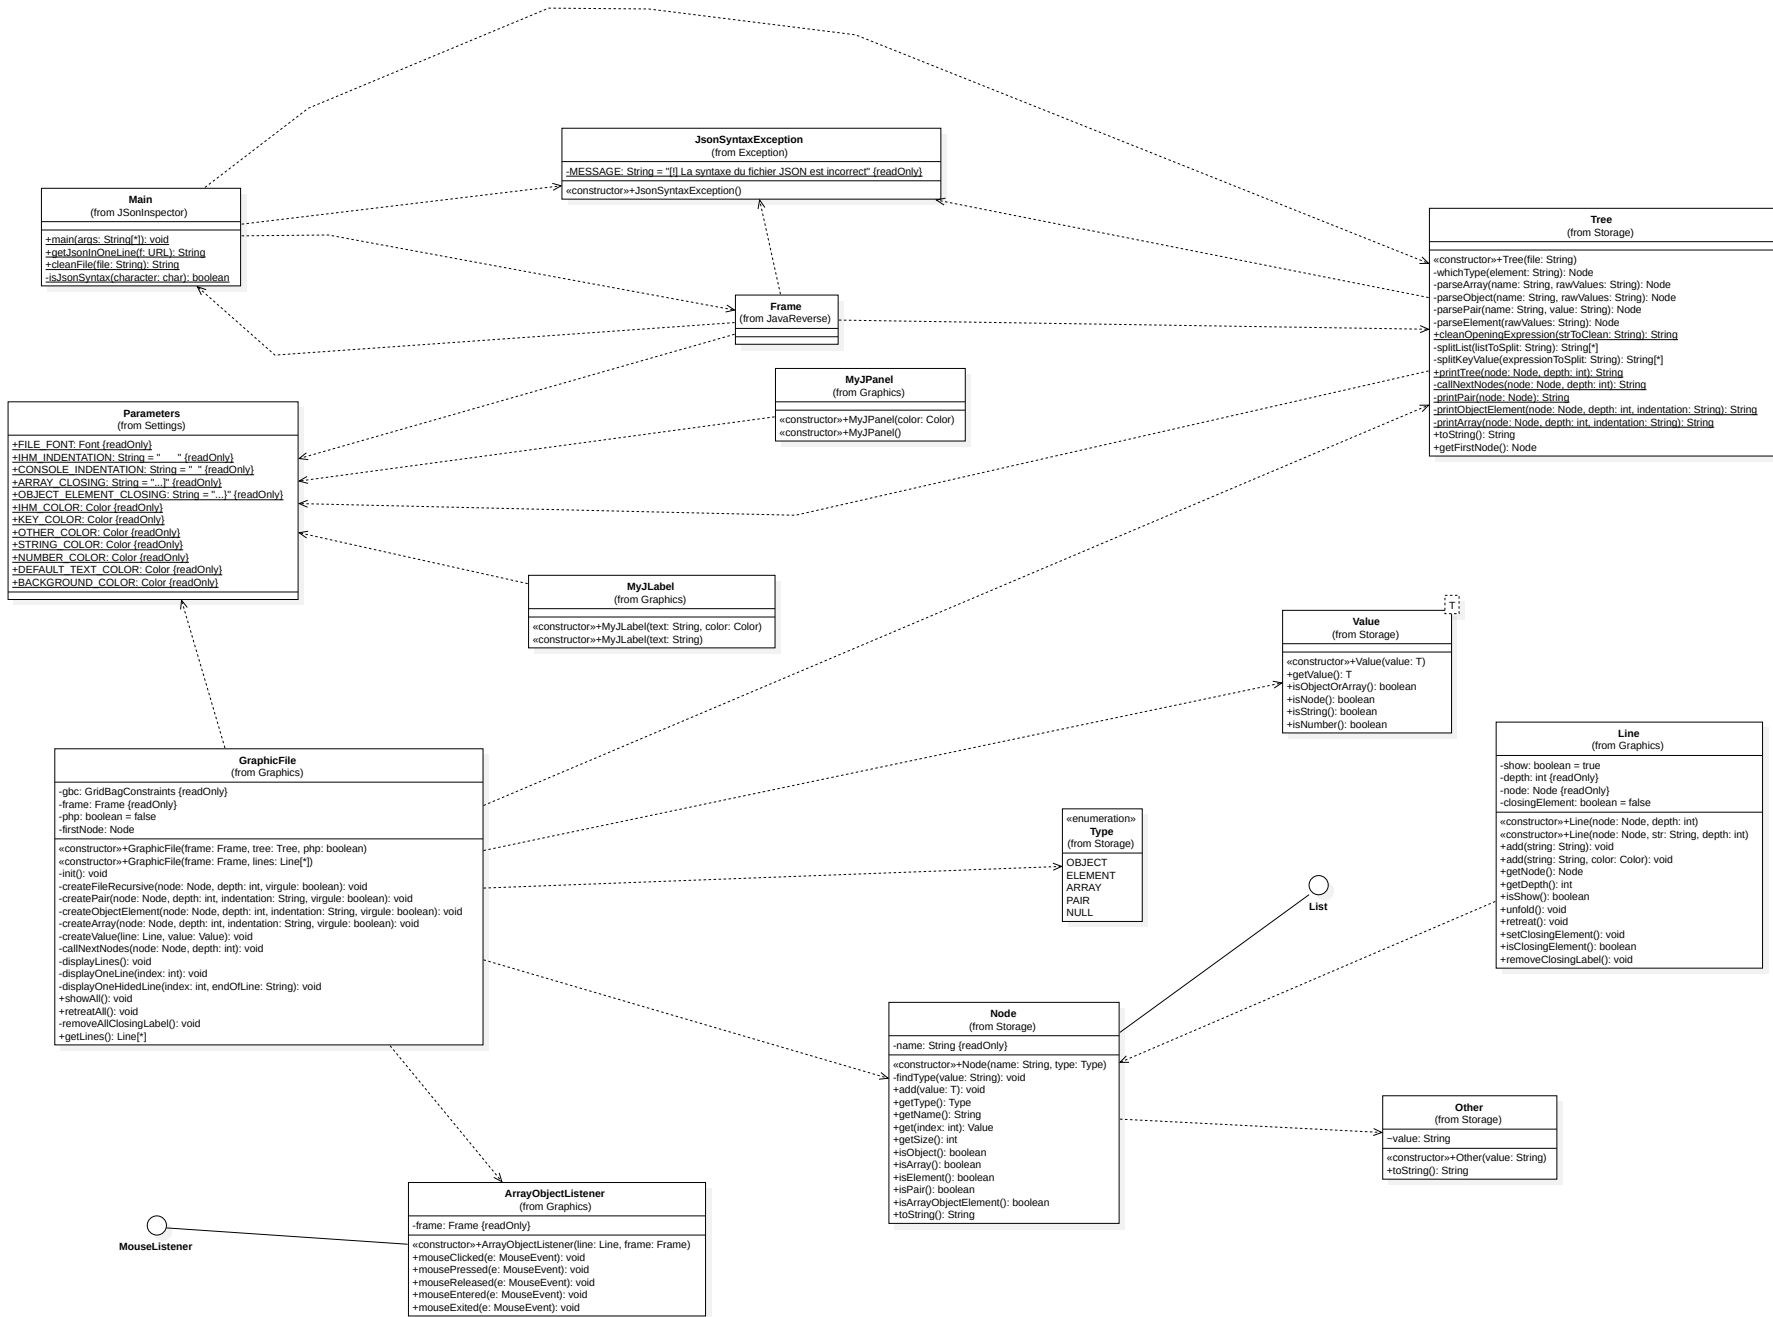 JsonSyntaxException
(from Exception)
-MESSAGE: String = "[!] La syntaxe du fichier JSON est incorrect" {readOnly}
«constructor»+JsonSyntaxException()
Main
(from JSonInspector)
+main(args: String[*]): void
+getJsonInOneLine(f: URL): String
+cleanFile(file: String): String
-isJsonSyntax(character: char): boolean
Tree
(from Storage)
«constructor»+Tree(file: String)
-whichType(element: String): Node
-parseArray(name: String, rawValues: String): Node
-parseObject(name: String, rawValues: String): Node
-parsePair(name: String, value: String): Node
-parseElement(rawValues: String): Node
+cleanOpeningExpression(strToClean: String): String
-splitList(listToSplit: String): String[*]
-splitKeyValue(expressionToSplit: String): String[*]
+printTree(node: Node, depth: int): String
-callNextNodes(node: Node, depth: int): String
-printPair(node: Node): String
-printObjectElement(node: Node, depth: int, indentation: String): String
-printArray(node: Node, depth: int, indentation: String): String
+toString(): String
+getFirstNode(): Node
Frame
(from JavaReverse)
MyJPanel
(from Graphics)
«constructor»+MyJPanel(color: Color)
«constructor»+MyJPanel()
Parameters
(from Settings)
+FILE_FONT: Font {readOnly}
+IHM_INDENTATION: String = "      " {readOnly}
+CONSOLE_INDENTATION: String = "  " {readOnly}
+ARRAY_CLOSING: String = "...]" {readOnly}
+OBJECT_ELEMENT_CLOSING: String = "...}" {readOnly}
+IHM_COLOR: Color {readOnly}
+KEY_COLOR: Color {readOnly}
+OTHER_COLOR: Color {readOnly}
+STRING_COLOR: Color {readOnly}
+NUMBER_COLOR: Color {readOnly}
+DEFAULT_TEXT_COLOR: Color {readOnly}
+BACKGROUND_COLOR: Color {readOnly}
MyJLabel
(from Graphics)
«constructor»+MyJLabel(text: String, color: Color)
«constructor»+MyJLabel(text: String)
T
Value
(from Storage)
«constructor»+Value(value: T)
+getValue(): T
+isObjectOrArray(): boolean
+isNode(): boolean
+isString(): boolean
+isNumber(): boolean
Line
(from Graphics)
-show: boolean = true
-depth: int {readOnly}
-node: Node {readOnly}
-closingElement: boolean = false
«constructor»+Line(node: Node, depth: int)
«constructor»+Line(node: Node, str: String, depth: int)
+add(string: String): void
+add(string: String, color: Color): void
+getNode(): Node
+getDepth(): int
+isShow(): boolean
+unfold(): void
+retreat(): void
+setClosingElement(): void
+isClosingElement(): boolean
+removeClosingLabel(): void
GraphicFile
(from Graphics)
-gbc: GridBagConstraints {readOnly}
-frame: Frame {readOnly}
-php: boolean = false
-firstNode: Node
«constructor»+GraphicFile(frame: Frame, tree: Tree, php: boolean)
«constructor»+GraphicFile(frame: Frame, lines: Line[*])
-init(): void
-createFileRecursive(node: Node, depth: int, virgule: boolean): void
-createPair(node: Node, depth: int, indentation: String, virgule: boolean): void
-createObjectElement(node: Node, depth: int, indentation: String, virgule: boolean): void
-createArray(node: Node, depth: int, indentation: String, virgule: boolean): void
-createValue(line: Line, value: Value): void
-callNextNodes(node: Node, depth: int): void
-displayLines(): void
-displayOneLine(index: int): void
-displayOneHidedLine(index: int, endOfLine: String): void
+showAll(): void
+retreatAll(): void
-removeAllClosingLabel(): void
+getLines(): Line[*]
«enumeration»
Type
(from Storage)
OBJECT
ELEMENT
ARRAY
PAIR
NULL
List
Node
(from Storage)
-name: String {readOnly}
«constructor»+Node(name: String, type: Type)
-findType(value: String): void
+add(value: T): void
+getType(): Type
+getName(): String
+get(index: int): Value
+getSize(): int
+isObject(): boolean
+isArray(): boolean
+isElement(): boolean
+isPair(): boolean
+isArrayObjectElement(): boolean
+toString(): String
Other
(from Storage)
~value: String
«constructor»+Other(value: String)
+toString(): String
MouseListener
ArrayObjectListener
(from Graphics)
-frame: Frame {readOnly}
«constructor»+ArrayObjectListener(line: Line, frame: Frame)
+mouseClicked(e: MouseEvent): void
+mousePressed(e: MouseEvent): void
+mouseReleased(e: MouseEvent): void
+mouseEntered(e: MouseEvent): void
+mouseExited(e: MouseEvent): void